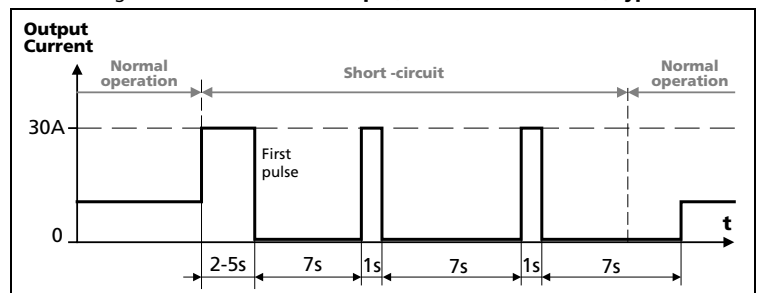 Output
Current
Normal
operation
Short -circuit
Normal
operation
30A
First
pulse
0
t
2-5s
7s
1s
7s
1s
7s